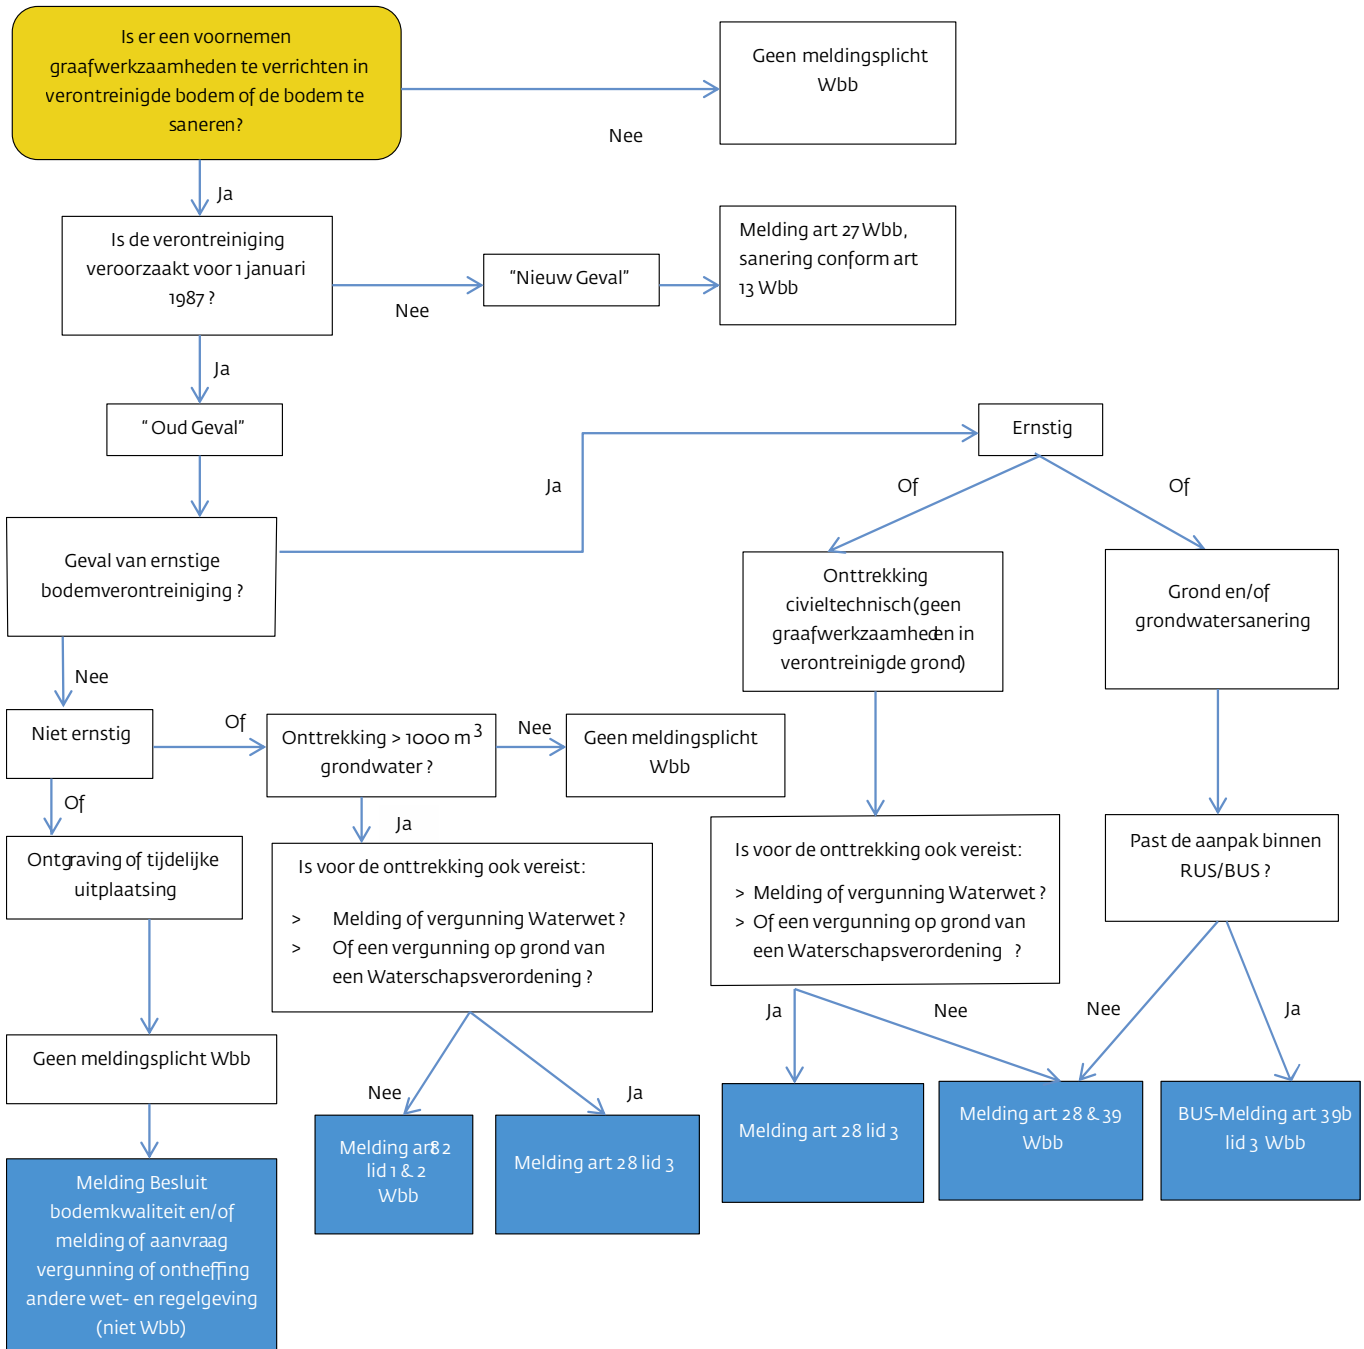 Is er een voornemen
graafwerkzaamheden te verrichten in
verontreinigde bodem of de bodem te
saneren?
Geen meldingsplicht
Wbb
Nee
Ja
Is de verontreiniging
veroorzaakt voor 1 januari
1987 ?
Nee
"Nieuw Geval"
Melding art 27 Wbb,
sanering conform art
13 Wbb
Ja
" Oud Geval"
Ernstig
Ja
Of
Of
Geval van ernstige
bodemverontreiniging ?
Onttrekking
civieltechnisch (geen
graafwerkzaamheden in
verontreinigde grond)
Grond en/of
grondwatersanering
Nee
Niet ernstig
Of
Onttrekking > 1000 m3
grondwater ?
Nee
Geen meldingsplicht
Wbb
Of
Ja
Ontgraving of tijdelijke
uitplaatsing
Is voor de onttrekking ook vereist:
> Melding of vergunning Waterwet ?
> Of een vergunning op grond van
een Waterschapsverordening ?
Is voor de onttrekking ook vereist:
> Melding of vergunning Waterwet ?
> Of een vergunning op grond van
een Waterschapsverordening ?
Past de aanpak binnen
RUS/BUS ?
Ja
Nee
Nee
Ja
Geen meldingsplicht Wbb
Nee
Ja
Melding Besluit
bodemkwaliteit en/of
melding of aanvraag
vergunning of ontheffing
andere wet- en regelgeving
(niet Wbb)
Melding
lid 1 & 2
Wbb
Melding art 28 lid 3
Melding art 28 lid 3
Melding art 28 & 39
Wbb
BUS-Melding art 39b
lid 3 Wbb